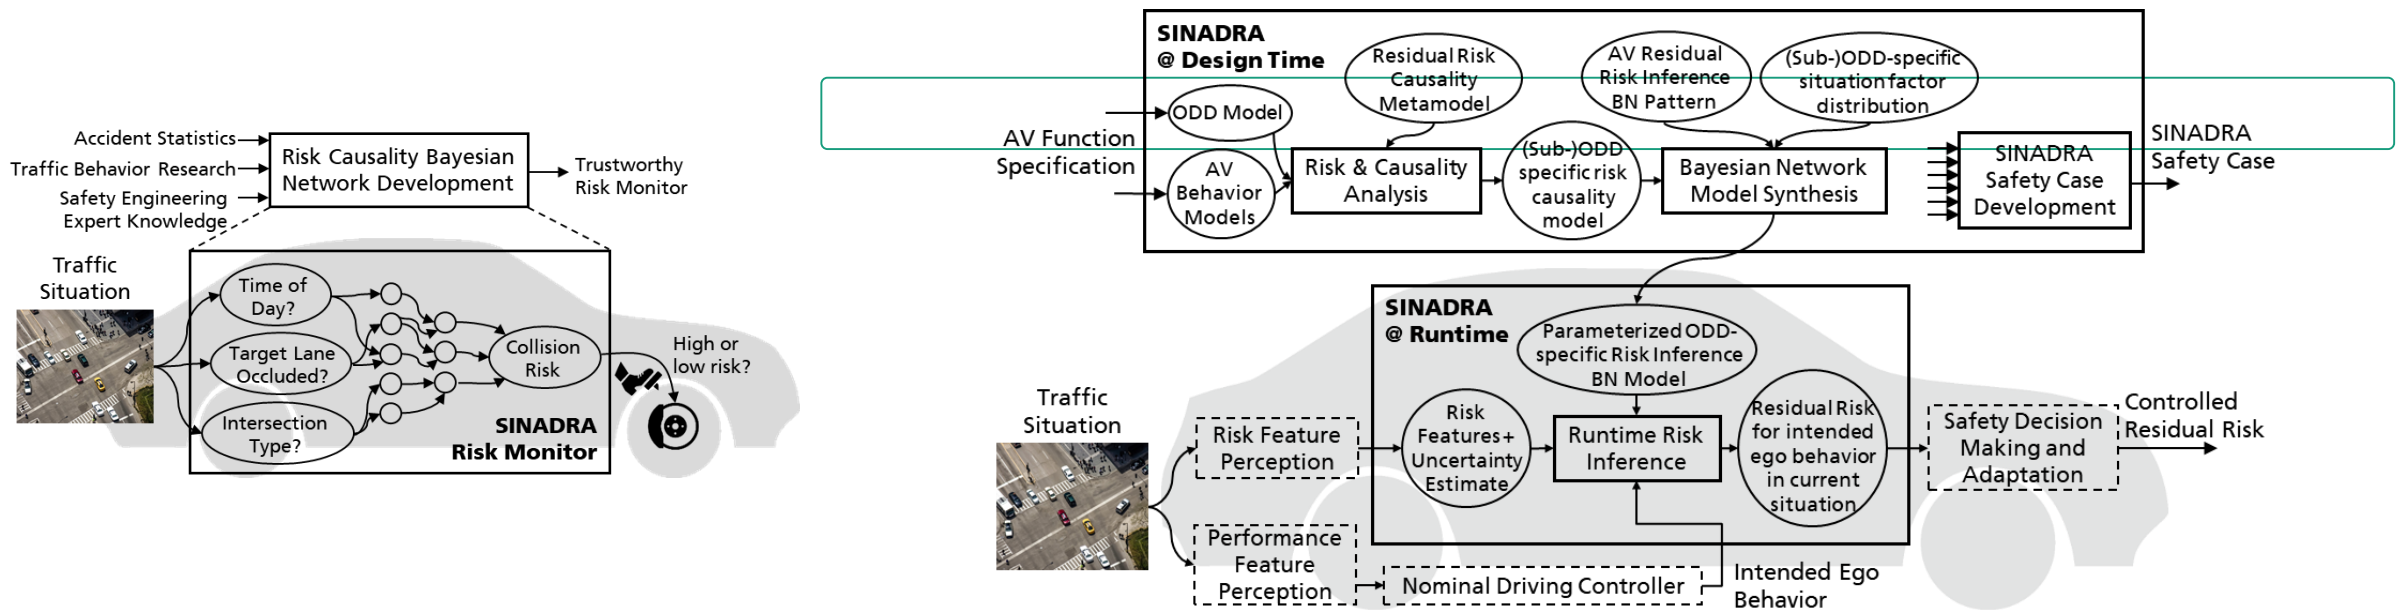 Accident Statistics
Traffic Behavior Research
Safety Engineering
Expert Knowledge
Risk Causality Bayesian
Network Development
Trustworthy
Risk Monitor
Traffic
Situation
Time of
Day?
Target Lane
Occluded?
Intersection
Type?
Collision
Risk
High or
low risk?
SINADRA
Risk Monitor
SINADRA
@ Design Time
AV Function
Specification
ODD Model
AV
Behavior
Models
Residual Risk
Causality
Metamodel
Risk & Causality
Analysis
(Sub-)ODD
specific risk
causality
model
AV Residual
Risk Inference
BN Pattern
(Sub-)ODD-specific
situation factor
distribution
Bayesian Network
Model Synthesis
SINADRA
Safety Case
Development
SINADRA
Safety Case
SINADRA
@ Runtime
Parameterized ODD-
specific Risk Inference
BN Model
Traffic
Situation
Risk Feature
Perception
Risk
Features+
Uncertainty
Estimate
Runtime Risk
Inference
Residual Risk
for intended
ego behavior
in current
situation
Safety Decision
Making and
Adaptation
Controlled
Residual Risk
Performance
Feature
Perception
Nominal Driving Controller
Intended Ego
Behavior